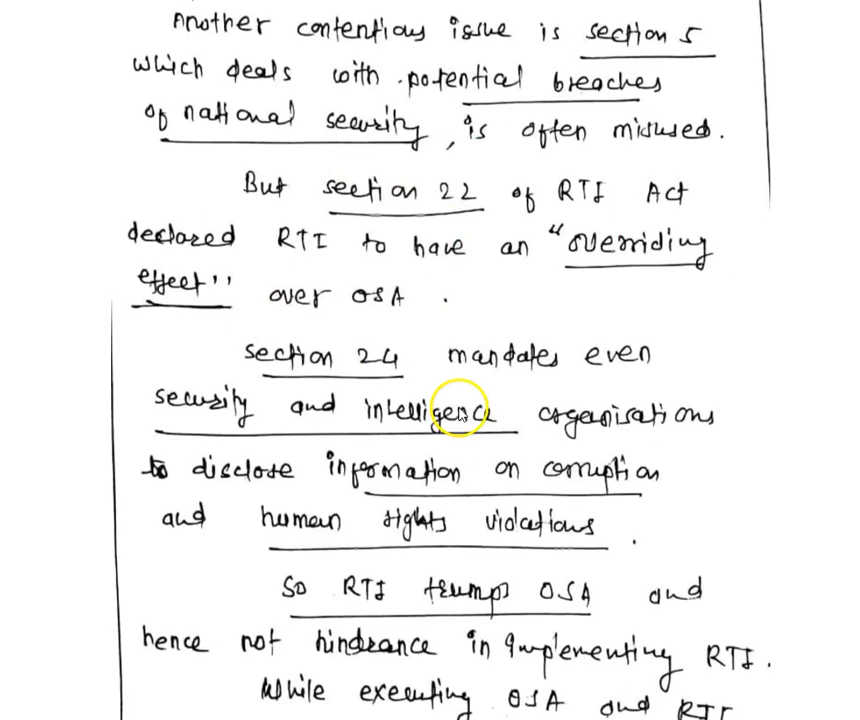 Another contentious issue is section 5
which deals with potential breaches
of national security, is often misused.
But section 22 of RTI Act
declared RTI to have an "overriding
effect" over OSA.
section 24 mandates even
security and intelligence organisations
to disclose information on corruption
and human rights violations.
So RTI trumps OSA and
hence not hindrance in implementing RTI.
While executing OSA and RTI